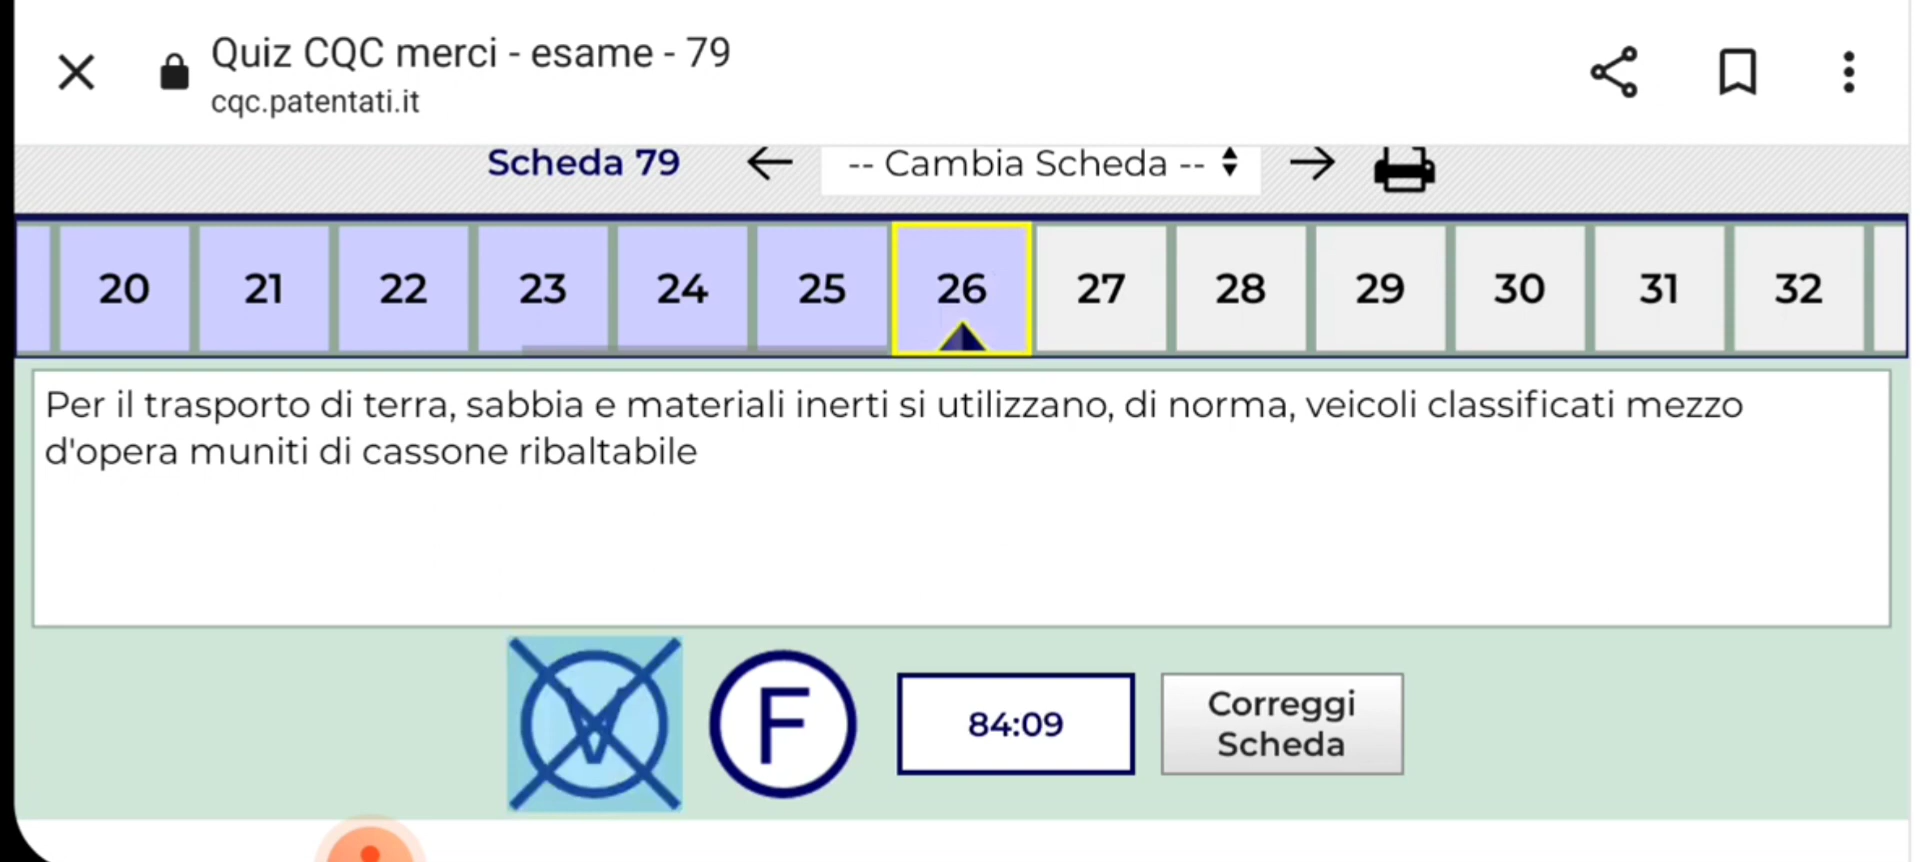 Quiz CQC merci - esame - 79
cqc.patentati.it
Scheda 79
-- Cambia Scheda --
20 21 22 23 24 25 26 27 28 29 30 31 32
Per il trasporto di terra, sabbia e materiali inerti si utilizzano, di norma, veicoli classificati mezzo
d'opera muniti di cassone ribaltabile
V F 84:09 Correggi
Scheda